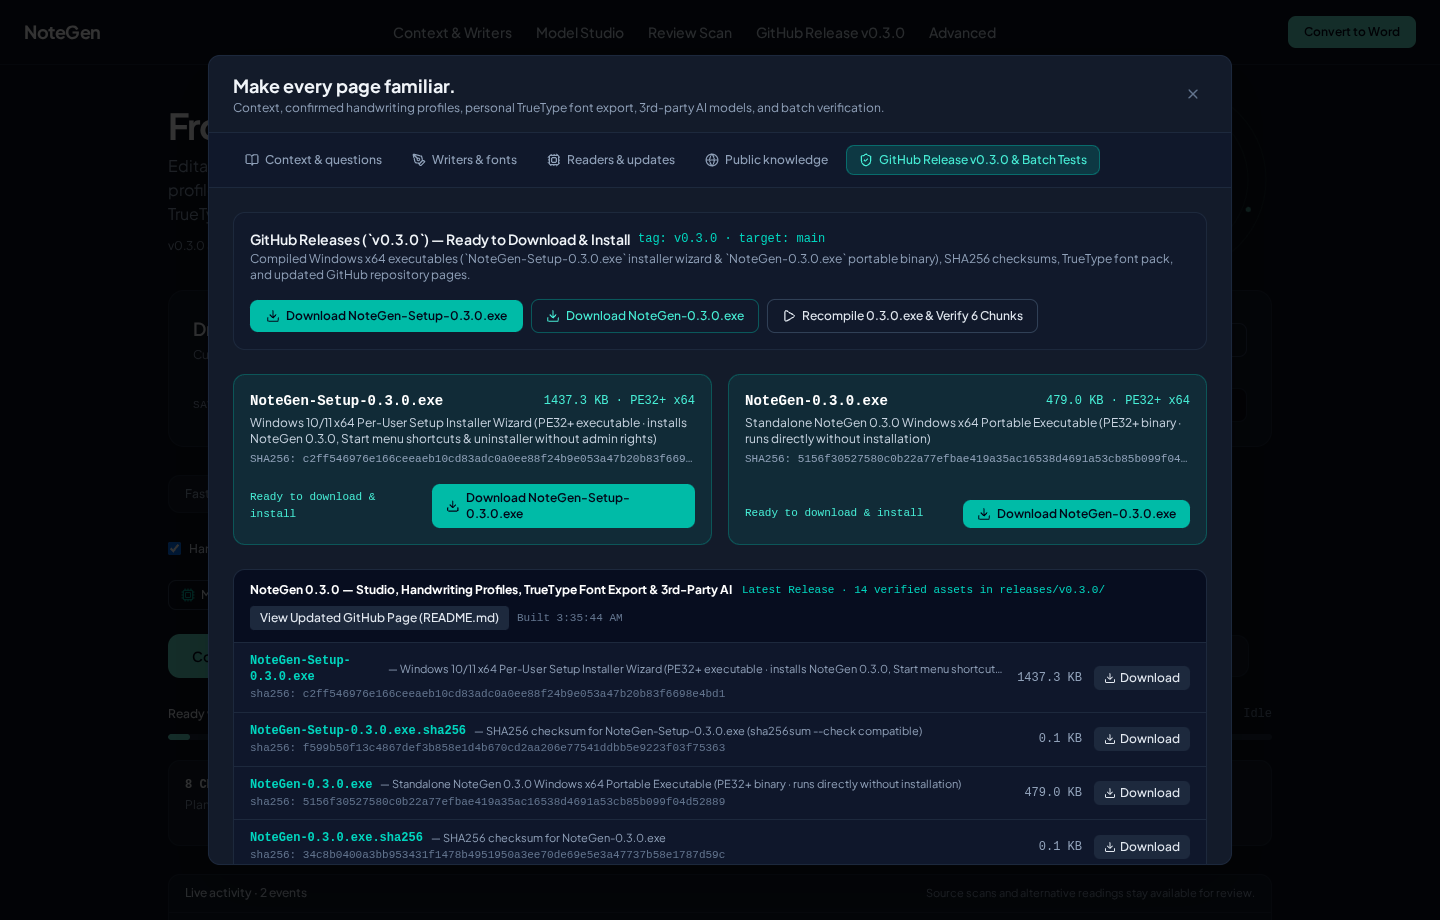 NoteGen
Context & Writers
Model Studio
Review Scan
GitHub Release v0.3.0
Advanced
Convert to Word
Make every page familiar.
Context, confirmed handwriting profiles, personal TrueType font export, 3rd-party AI models, and batch verification.
Context & questions
Writers & fonts
Readers & updates
Public knowledge
GitHub Release v0.3.0 & Batch Tests
GitHub Releases (`v0.3.0`) — Ready to Download & Install
tag: v0.3.0 · target: main
Compiled Windows x64 executables (`NoteGen-Setup-0.3.0.exe` installer wizard & `NoteGen-0.3.0.exe` portable binary), SHA256 checksums, TrueType font pack,
and updated GitHub repository pages.
Download NoteGen-Setup-0.3.0.exe
Download NoteGen-0.3.0.exe
Recompile 0.3.0.exe & Verify 6 Chunks
NoteGen-Setup-0.3.0.exe
1437.3 KB · PE32+ x64
Windows 10/11 x64 Per-User Setup Installer Wizard (PE32+ executable · installs
NoteGen 0.3.0, Start menu shortcuts & uninstaller without admin rights)
SHA256: c2ff546976e166ceeaeb10cd83adc0a0ee88f24b9e053a47b20b83f669…
Ready to download &
install
Download NoteGen-Setup-
0.3.0.exe
NoteGen-0.3.0.exe
479.0 KB · PE32+ x64
Standalone NoteGen 0.3.0 Windows x64 Portable Executable (PE32+ binary ·
runs directly without installation)
SHA256: 5156f30527580c0b22a77efbae419a35ac16538d4691a53cb85b099f04…
Ready to download & install
Download NoteGen-0.3.0.exe
NoteGen 0.3.0 — Studio, Handwriting Profiles, TrueType Font Export & 3rd-Party AI
Latest Release · 14 verified assets in releases/v0.3.0/
View Updated GitHub Page (README.md)
Built 3:35:44 AM
NoteGen-Setup-
0.3.0.exe
— Windows 10/11 x64 Per-User Setup Installer Wizard (PE32+ executable · installs NoteGen 0.3.0, Start menu shortcut…
sha256: c2ff546976e166ceeaeb10cd83adc0a0ee88f24b9e053a47b20b83f6698e4bd1
1437.3 KB
Download
NoteGen-Setup-0.3.0.exe.sha256 — SHA256 checksum for NoteGen-Setup-0.3.0.exe (sha256sum --check compatible)
sha256: f599b50f13c4867def3b858e1d4b670cd2aa206e77541ddbb5e9223f03f75363
0.1 KB
Download
NoteGen-0.3.0.exe — Standalone NoteGen 0.3.0 Windows x64 Portable Executable (PE32+ binary · runs directly without installation)
sha256: 5156f30527580c0b22a77efbae419a35ac16538d4691a53cb85b099f04d52889
479.0 KB
Download
NoteGen-0.3.0.exe.sha256 — SHA256 checksum for NoteGen-0.3.0.exe
sha256: 34c8b0400a3bb953431f1478b4951950a3ee70de69e5e3a47737b58e1787d59c
0.1 KB
Download
Ready
Idle
Live activity · 2 events
Source scans and alternative readings stay available for review.